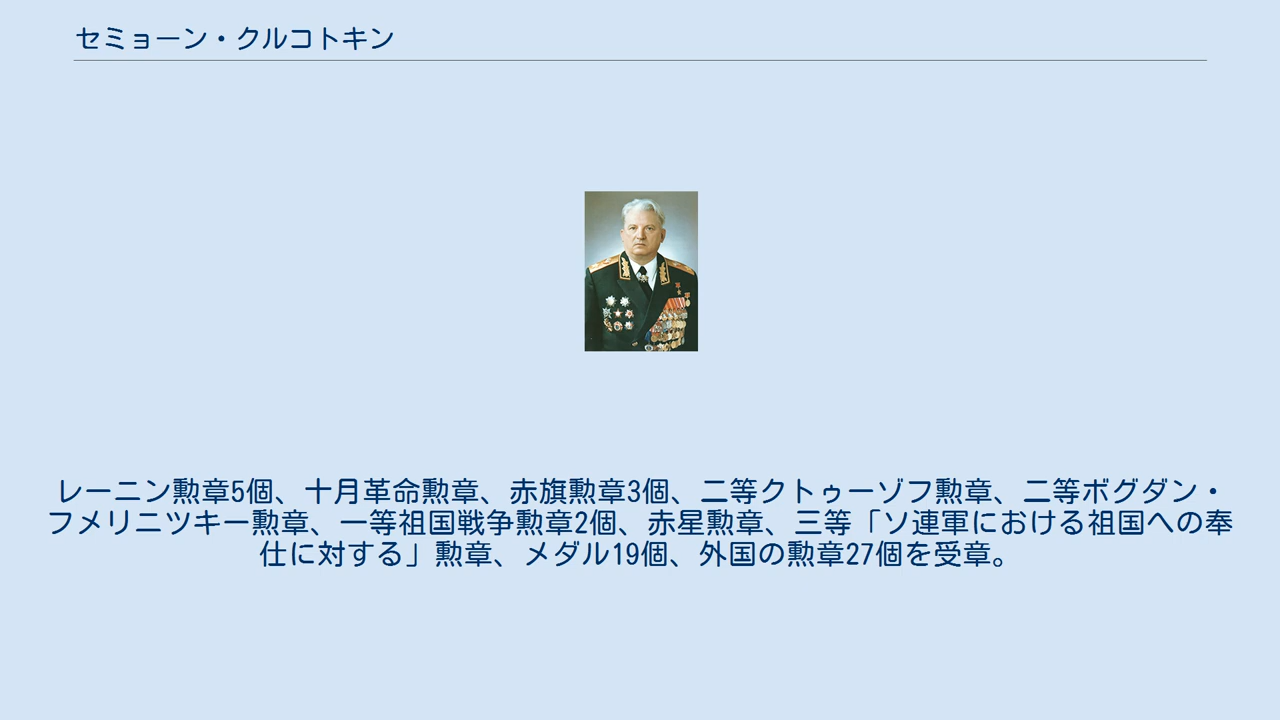 セミョーン・クルコトキン
レーニン勲章5個、十月革命勲章、赤旗勲章3個、二等クトゥーゾフ勲章、二等ボグダン・
フメリニツキー勲章、一等祖国戦争勲章2個、赤星勲章、三等「ソ連軍における祖国への奉
仕に対する」勲章、メダル19個、外国の勲章27個を受章。